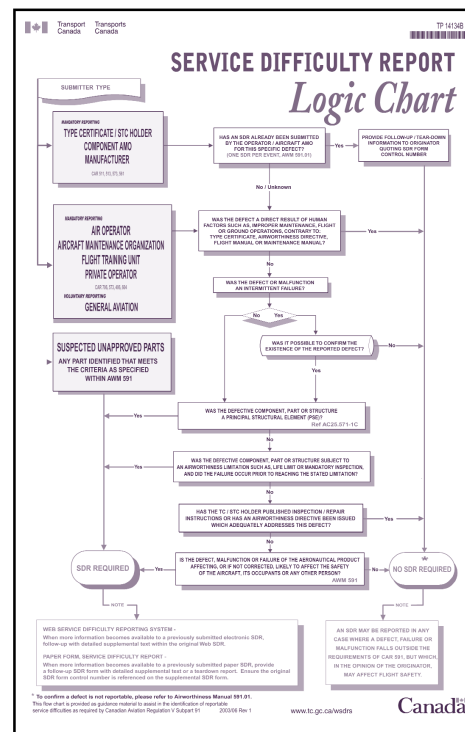 Transport Canada
Transports Canada
TP 14134B
SERVICE DIFFICULTY REPORT
Logic Chart
SUBMITTER TYPE
MANDATORY REPORTING
TYPE CERTIFICATE / STC HOLDER
COMPONENT AMO
MANUFACTURER
HAS AN SDR ALREADY BEEN SUBMITTED
BY THE OPERATOR / AIRCRAFT AMO
FOR THIS SPECIFIC DEFECT?
(ONE SDR PER EVENT, AWM 591.01)
Yes
PROVIDE FOLLOW-UP / TEAR-DOWN
INFORMATION TO ORIGINATOR
QUOTING SDR FORM
CONTROL NUMBER
No / Unknown
MANDATORY REPORTING
AIR OPERATOR
AIRCRAFT MAINTENANCE ORGANIZATION
FLIGHT TRAINING UNIT
PRIVATE OPERATOR
VOLUNTARY REPORTING
GENERAL AVIATION
WAS THE DEFECT A DIRECT RESULT OF HUMAN
FACTORS SUCH AS, IMPROPER MAINTENANCE, FLIGHT
OR GROUND OPERATIONS, CONTRARY TO:
TYPE CERTIFICATE, AIRWORTHINESS DIRECTIVE,
FLIGHT MANUAL OR MAINTENANCE MANUAL?
Yes
No
WAS THE DEFECT OR MALFUNCTION
AN INTERMITTENT FAILURE?
No Yes
SUSPECTED UNAPPROVED PARTS
ANY PART IDENTIFIED THAT MEETS
THE CRITERIA AS SPECIFIED
WITHIN AWM 591
WAS IT POSSIBLE TO CONFIRM THE
EXISTENCE OF THE REPORTED DEFECT?
No
Yes
WAS THE DEFECTIVE COMPONENT, PART OR STRUCTURE
A PRINCIPAL STRUCTURAL ELEMENT (PSE)?
Ref AC25.571-1C
Yes
No
WAS THE DEFECTIVE COMPONENT, PART OR STRUCTURE SUBJECT TO
AN AIRWORTHINESS LIMITATION SUCH AS, LIFE LIMIT OR MANDATORY INSPECTION,
AND DID THE FAILURE OCCUR PRIOR TO REACHING THE STATED LIMITATION?
Yes
No
HAS THE TC / STC HOLDER PUBLISHED INSPECTION / REPAIR
INSTRUCTIONS OR HAS AN AIRWORTHINESS DIRECTIVE BEEN ISSUED
WHICH ADEQUATELY ADDRESSES THIS DEFECT?
Yes
No
IS THE DEFECT, MALFUNCTION OR FAILURE OF THE AERONAUTICAL PRODUCT
AFFECTING, OR IF NOT CORRECTED, LIKELY TO AFFECT THE SAFETY
OF THE AIRCRAFT, ITS OCCUPANTS OR ANY OTHER PERSON?
AWM 591
Yes
No
SDR REQUIRED
*
NO SDR REQUIRED
NOTE
NOTE
WEB SERVICE DIFFICULTY REPORTING SYSTEM -
When more information becomes available to a previously submitted electronic SDR,
follow-up with detailed supplemental text within the original Web SDR.
PAPER FORM, SERVICE DIFFICULTY REPORT -
When more information becomes available to a previously submitted paper SDR, provide
a follow-up SDR form with detailed supplemental text or a teardown report. Ensure the original
SDR form control number is referenced on the supplemental SDR form.
AN SDR MAY BE REPORTED IN ANY
CASE WHERE A DEFECT, FAILURE OR
MALFUNCTION FALLS OUTSIDE THE
REQUIREMENTS OF CAR 591, BUT WHICH,
IN THE OPINION OF THE ORIGINATOR,
MAY AFFECT FLIGHT SAFETY.
* To confirm a defect is not reportable, please refer to Airworthiness Manual 591.01.
This flow chart is provided as guidance material to assist in the identification of reportable
service difficulties as required by Canadian Aviation Regulation V Subpart 91 2003/06 Rev 1
www.tc.gc.ca/wsdrs
Canada